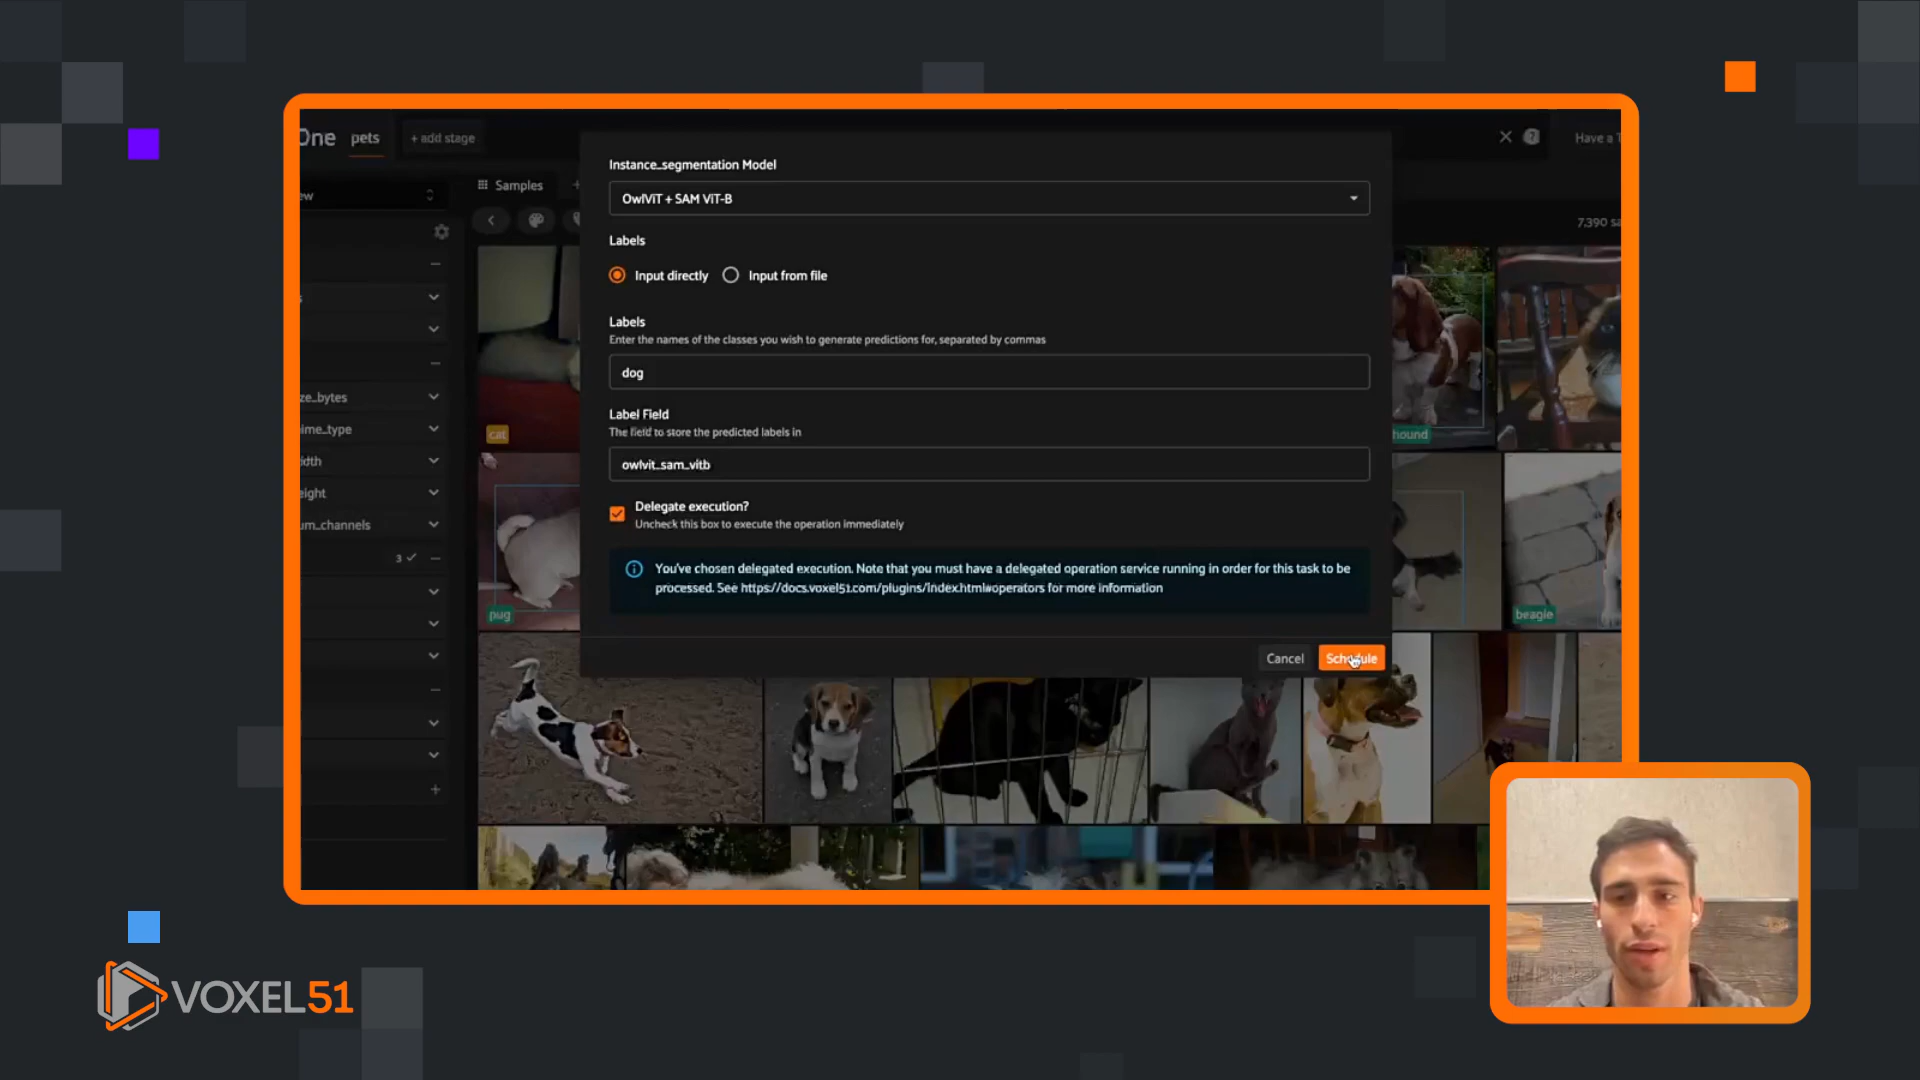 One pets + add stage
Have a T
Samples
7,390 sa
ew
ze_bytes
ime_type
idth
eight
um_channels
3
cat
pug
hound
beagle
Instance_segmentation Model
OwlViT + SAM ViT-B
Labels
Input directly Input from file
Labels
Enter the names of the classes you wish to generate predictions for, separated by commas
dog
Label Field
The field to store the predicted labels in
owlvit_sam_vitb
Delegate execution?
Uncheck this box to execute the operation immediately
You've chosen delegated execution. Note that you must have a delegated operation service running in order for this task to be
processed. See https://docs.voxel51.com/plugins/index.html#operators for more information
Cancel Schedule
VOXEL51